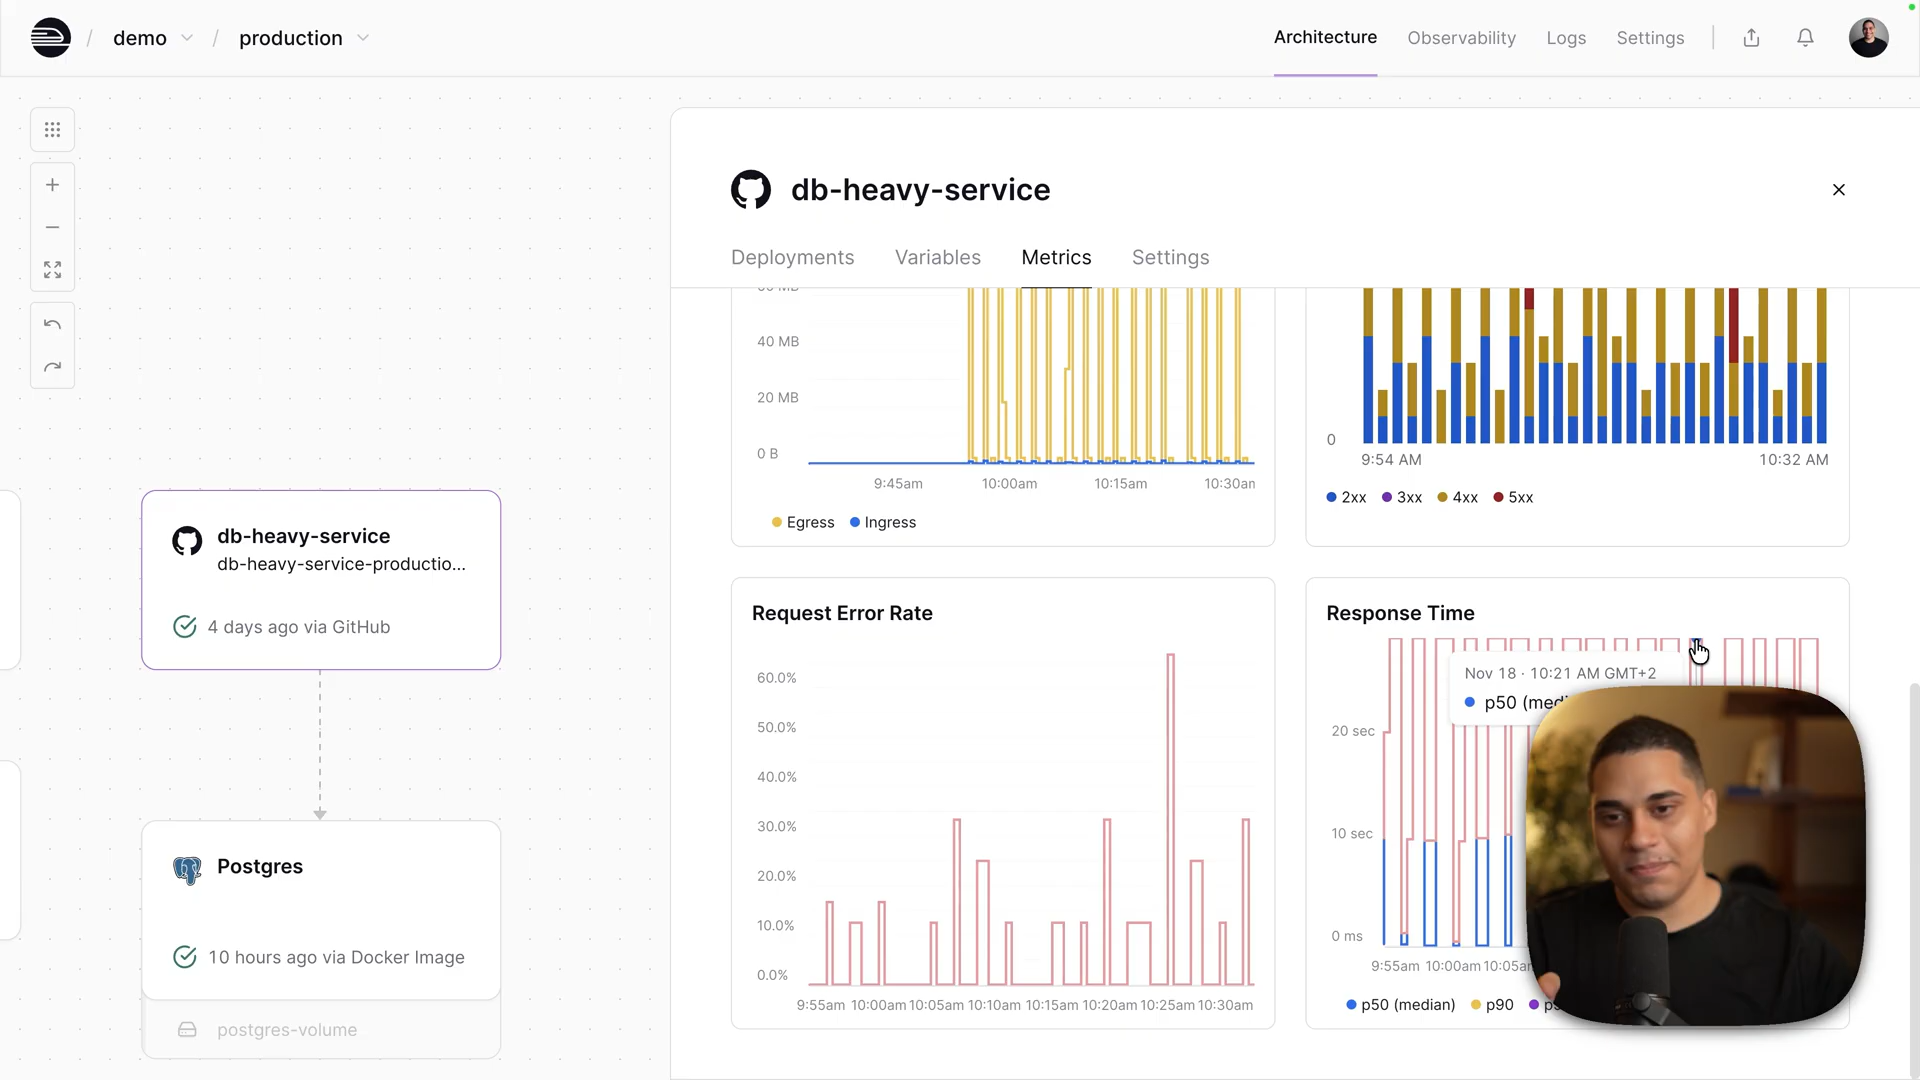 / demo / production
Architecture Observability Logs Settings
db-heavy-service
Deployments Variables Metrics Settings
40 MB
20 MB
0 B
9:45am 10:00am 10:15am 10:30am
Egress Ingress
0
9:54 AM 10:32 AM
2xx 3xx 4xx 5xx
db-heavy-service
db-heavy-service-productio...
4 days ago via GitHub
Postgres
10 hours ago via Docker Image
postgres-volume
Request Error Rate
60.0%
50.0%
40.0%
30.0%
20.0%
10.0%
0.0%
9:55am 10:00am 10:05am 10:10am 10:15am 10:20am 10:25am 10:30am
Response Time
Nov 18 · 10:21 AM GMT+2
p50
20 sec
10 sec
0 ms
9:55am 10:00am
p50 (median) p90